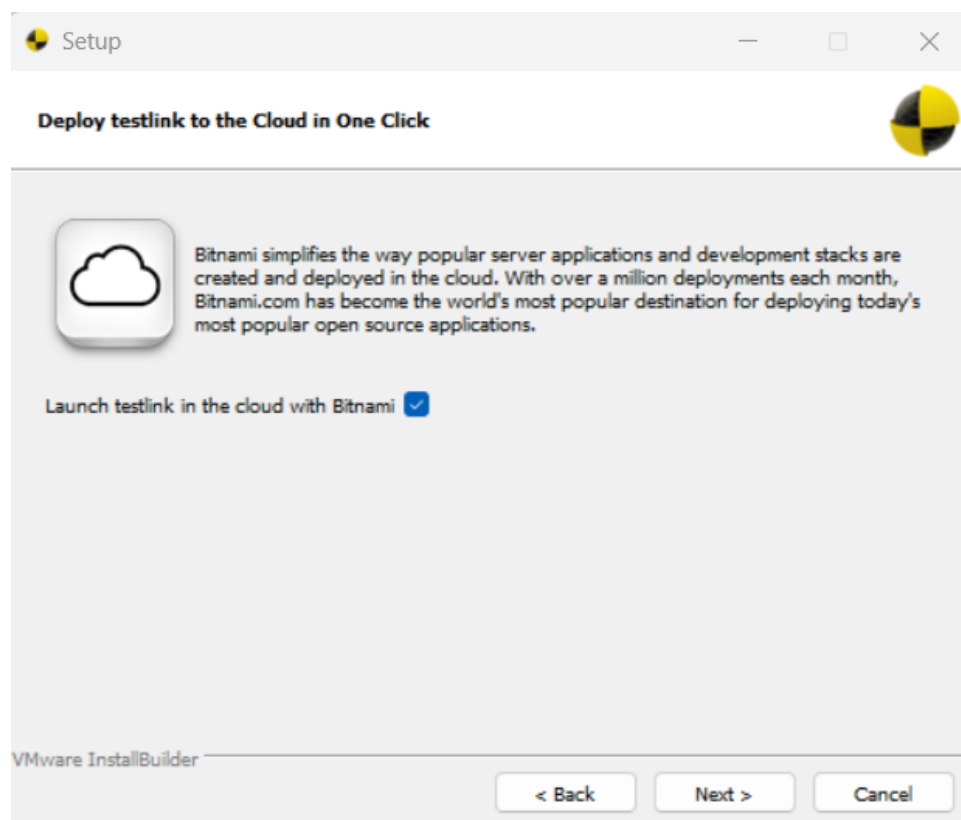 Setup
Deploy testlink to the Cloud in One Click
Bitnami simplifies the way popular server applications and development stacks are
created and deployed in the cloud. With over a million deployments each month,
Bitnami.com has become the world's most popular destination for deploying today's
most popular open source applications.
Launch testlink in the cloud with Bitnami
VMware InstallBuilder
< Back Next > Cancel